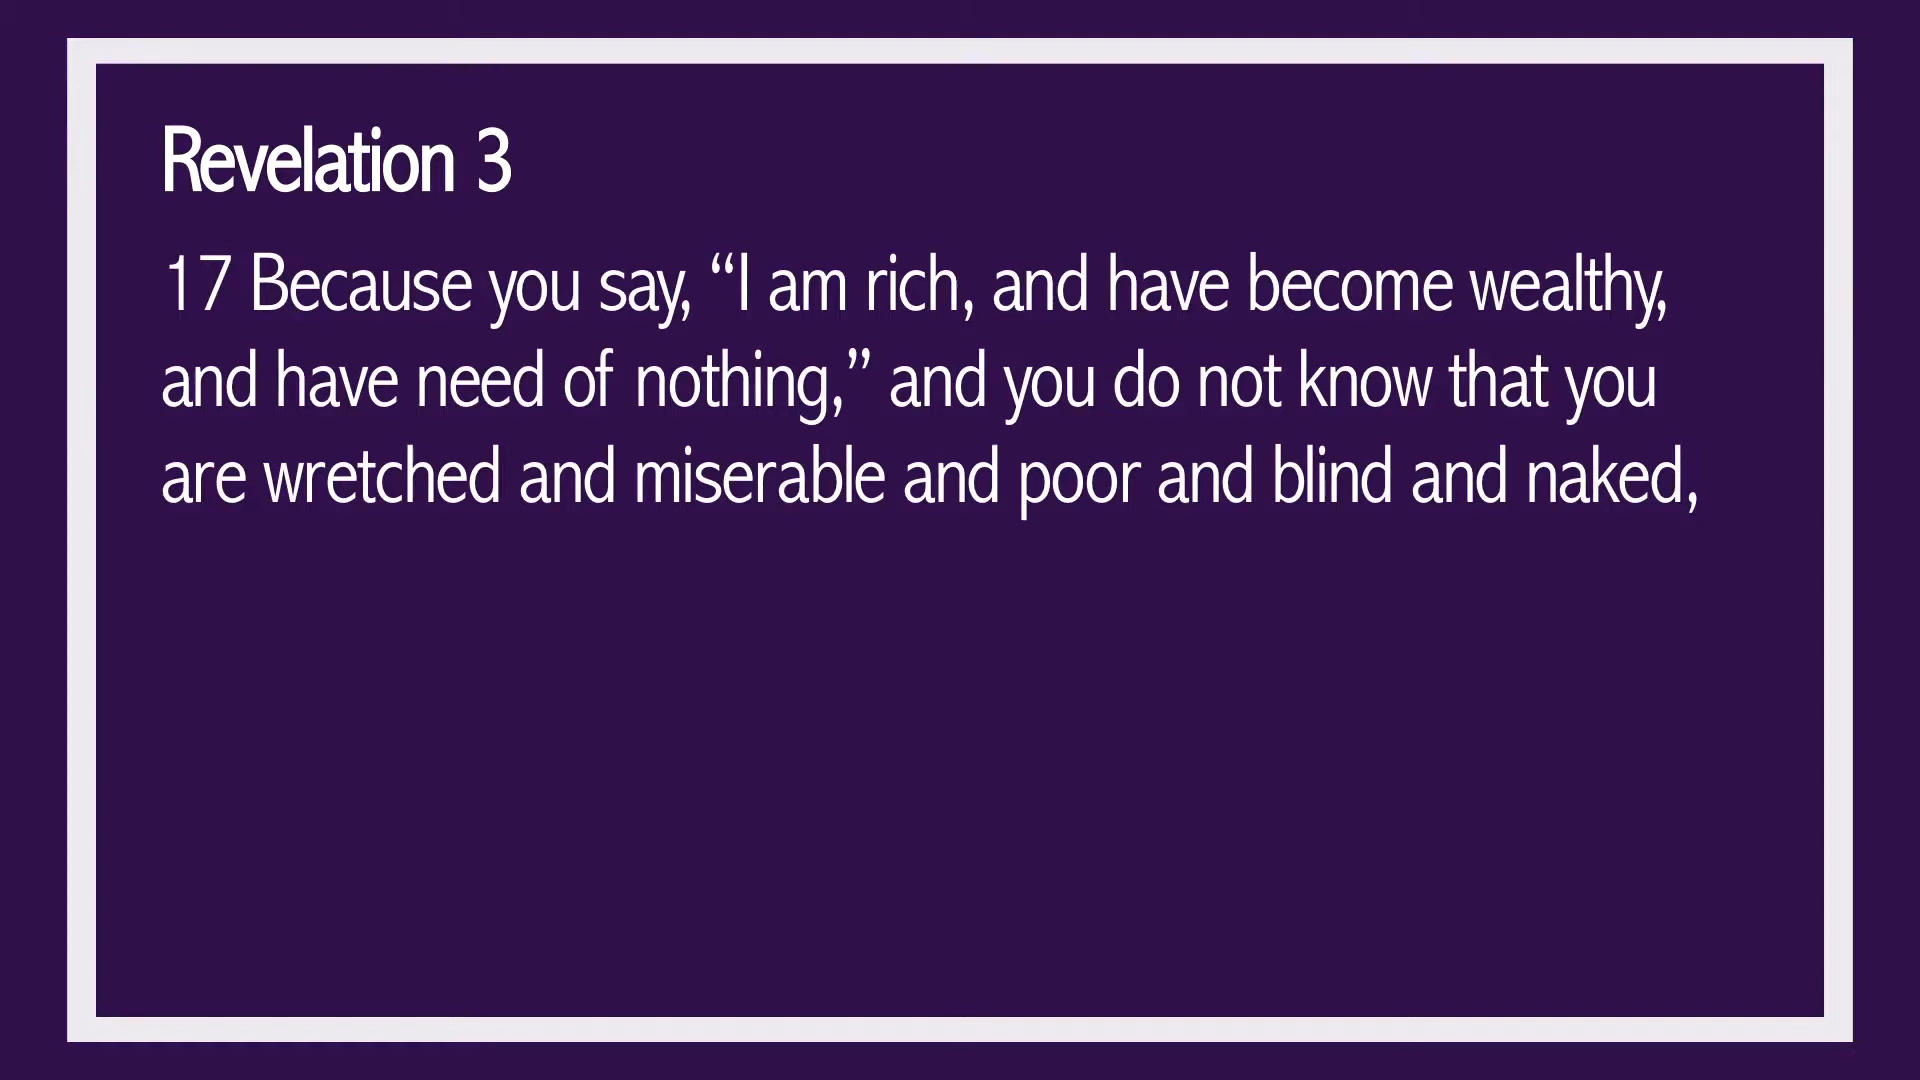 Revelation 3
17 Because you say, “I am rich, and have become wealthy,
and have need of nothing,” and you do not know that you
are wretched and miserable and poor and blind and naked,